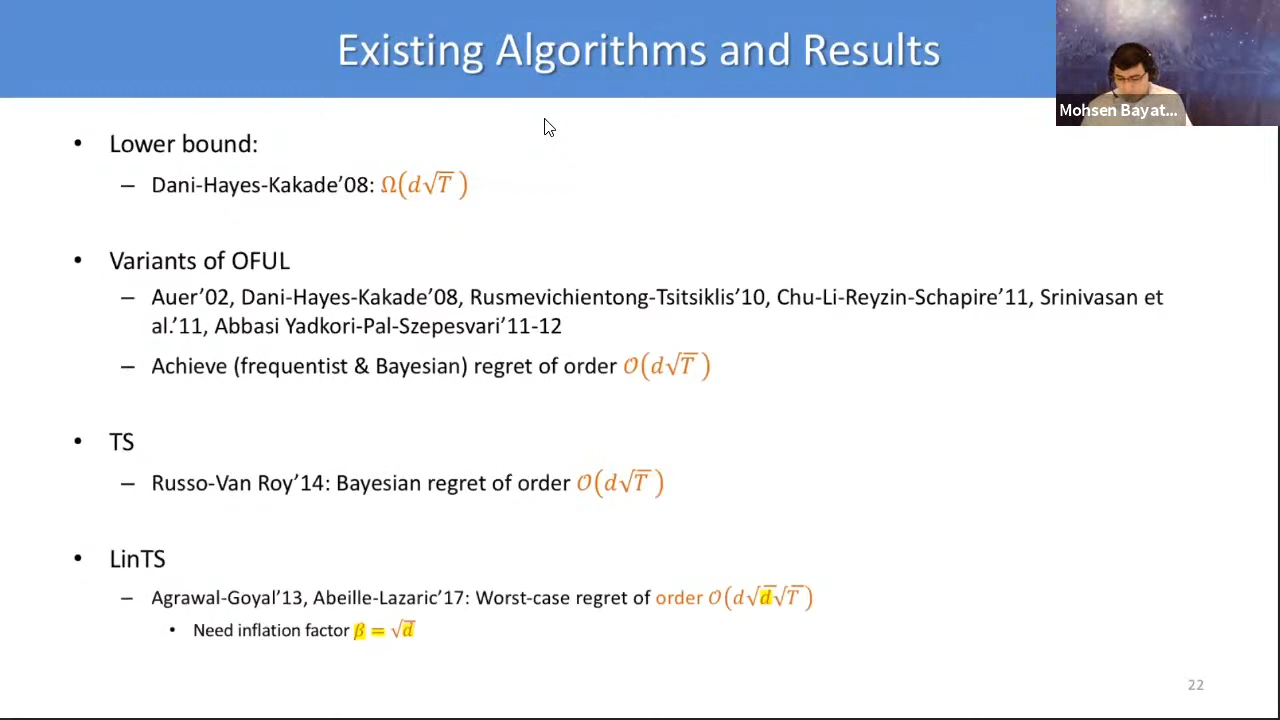 Existing Algorithms and Results
Mohsen Bayat...
• Lower bound:
– Dani-Hayes-Kakade’08: Ω(d√T)
• Variants of OFUL
– Auer’02, Dani-Hayes-Kakade’08, Rusmevichientong-Tsitsiklis’10, Chu-Li-Reyzin-Schapire’11, Srinivasan et
al.’11, Abbasi Yadkori-Pal-Szepesvari’11-12
– Achieve (frequentist & Bayesian) regret of order 𝒪(d√T)
• TS
– Russo-Van Roy’14: Bayesian regret of order 𝒪(d√T)
• LinTS
– Agrawal-Goyal’13, Abeille-Lazaric’17: Worst-case regret of order 𝒪(d√d√T)
• Need inflation factor β = √d
22